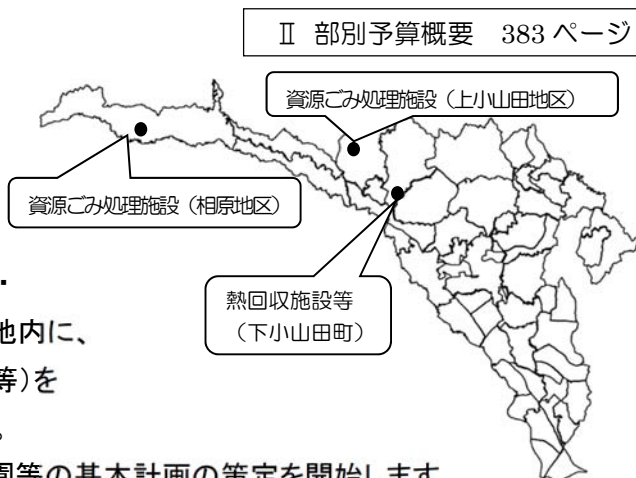 Ⅱ 部別予算概要 383 ページ
資源ごみ処理施設（上小山田地区）
資源ごみ処理施設（相原地区）
熱回収施設等
（下小山田町）
地内に、
等）を
。
園等の基本計画の策定を開始します